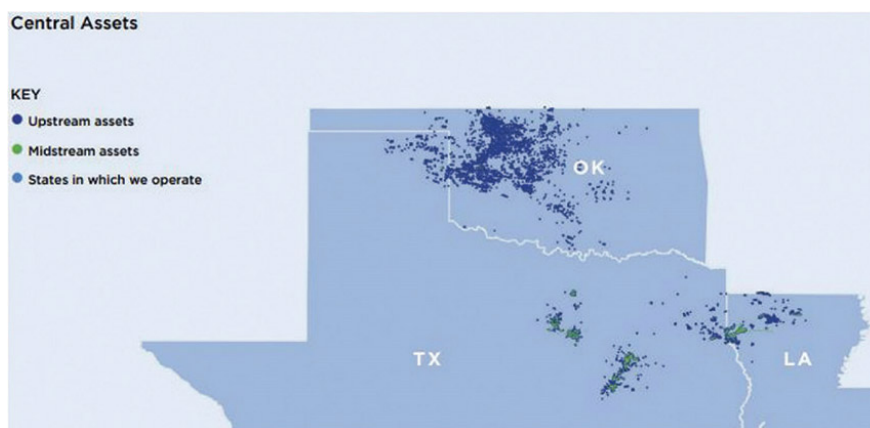 Central Assets
KEY
Upstream assets
Midstream assets
States in which we operate
OK
TX
LA